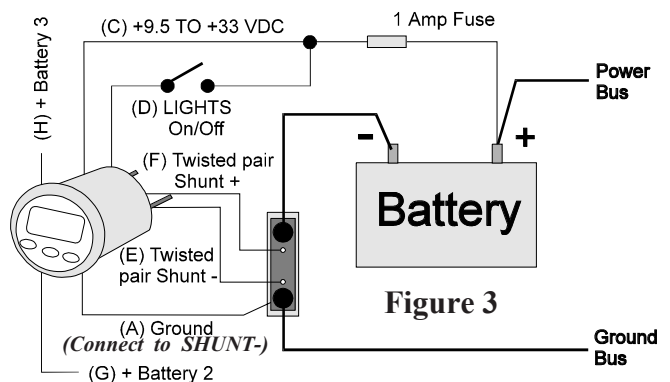 (C) +9.5 TO +33 VDC
1 Amp Fuse
(H) + Battery 3
(D) LIGHTS
On/Off
Power
Bus
-
+
(F) Twisted pair
Shunt +
Battery
(E) Twisted
pair Shunt -
Figure 3
(A) Ground
(Connect to SHUNT-)
Ground
Bus
(G) + Battery 2